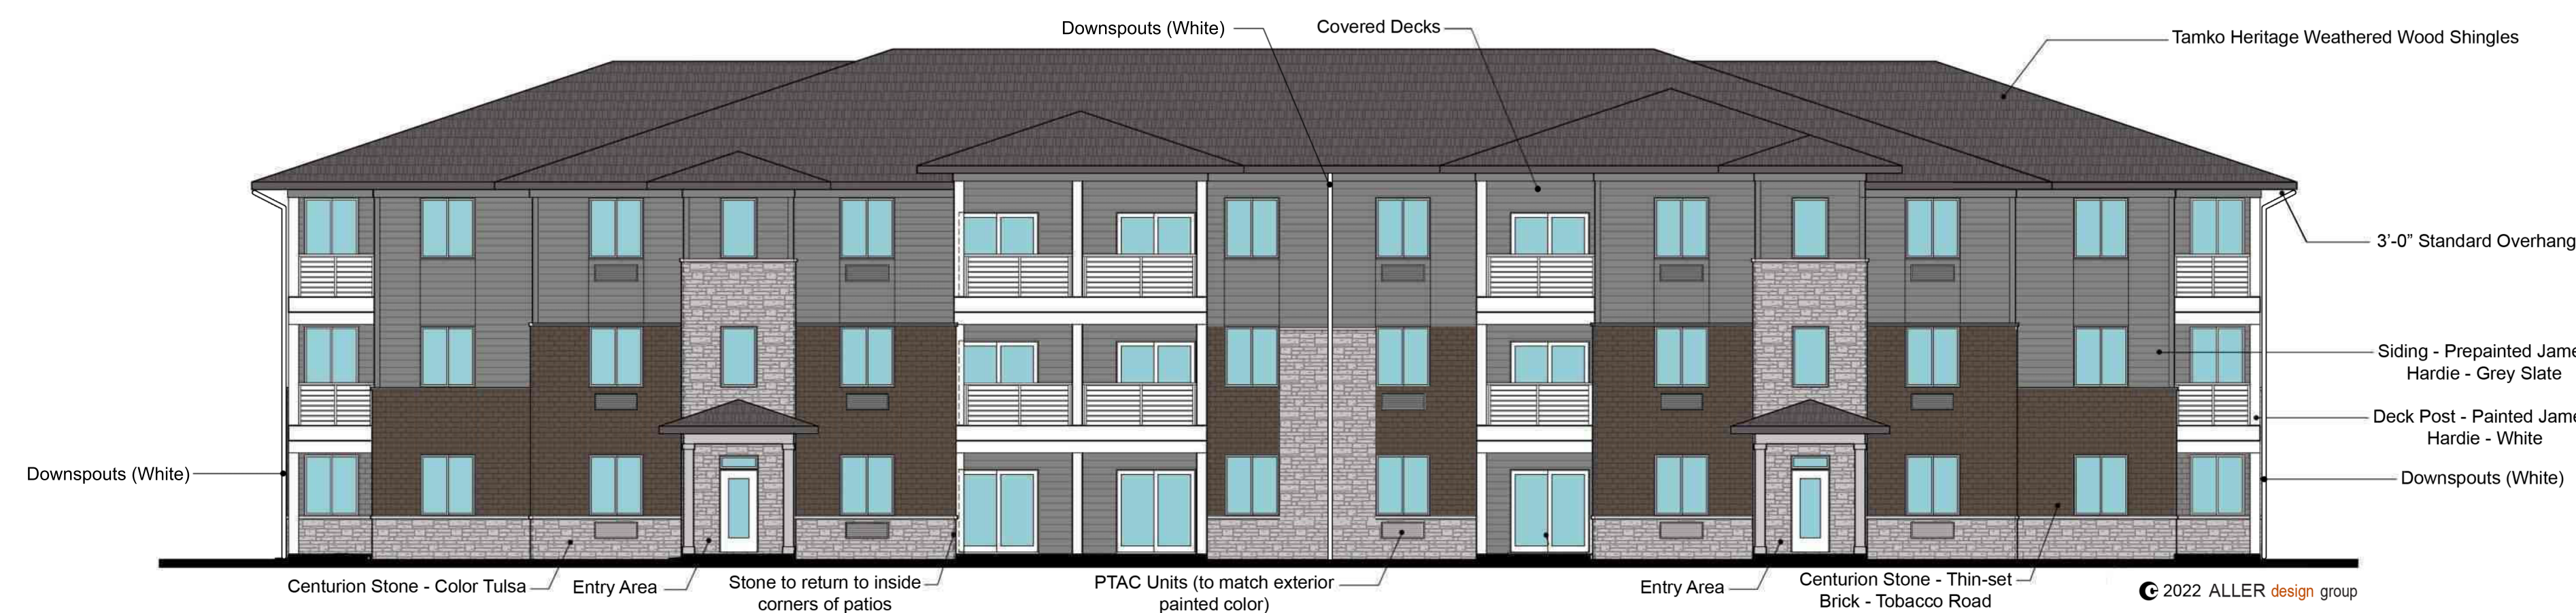 Downspouts (White)
Covered Decks
Tamko Heritage Weathered Wood Shingles
3'-0” Standard Overhang
Siding - Prepainted Jame
Hardie - Grey Slate
Deck Post - Painted Jame
Hardie - White
Downspouts (White)
Downspouts (White)
Centurion Stone - Color Tulsa
Entry Area
Stone to return to inside
corners of patios
PTAC Units (to match exterior
painted color)
Entry Area
Centurion Stone - Thin-set
Brick - Tobacco Road
© 2022 ALLER design group